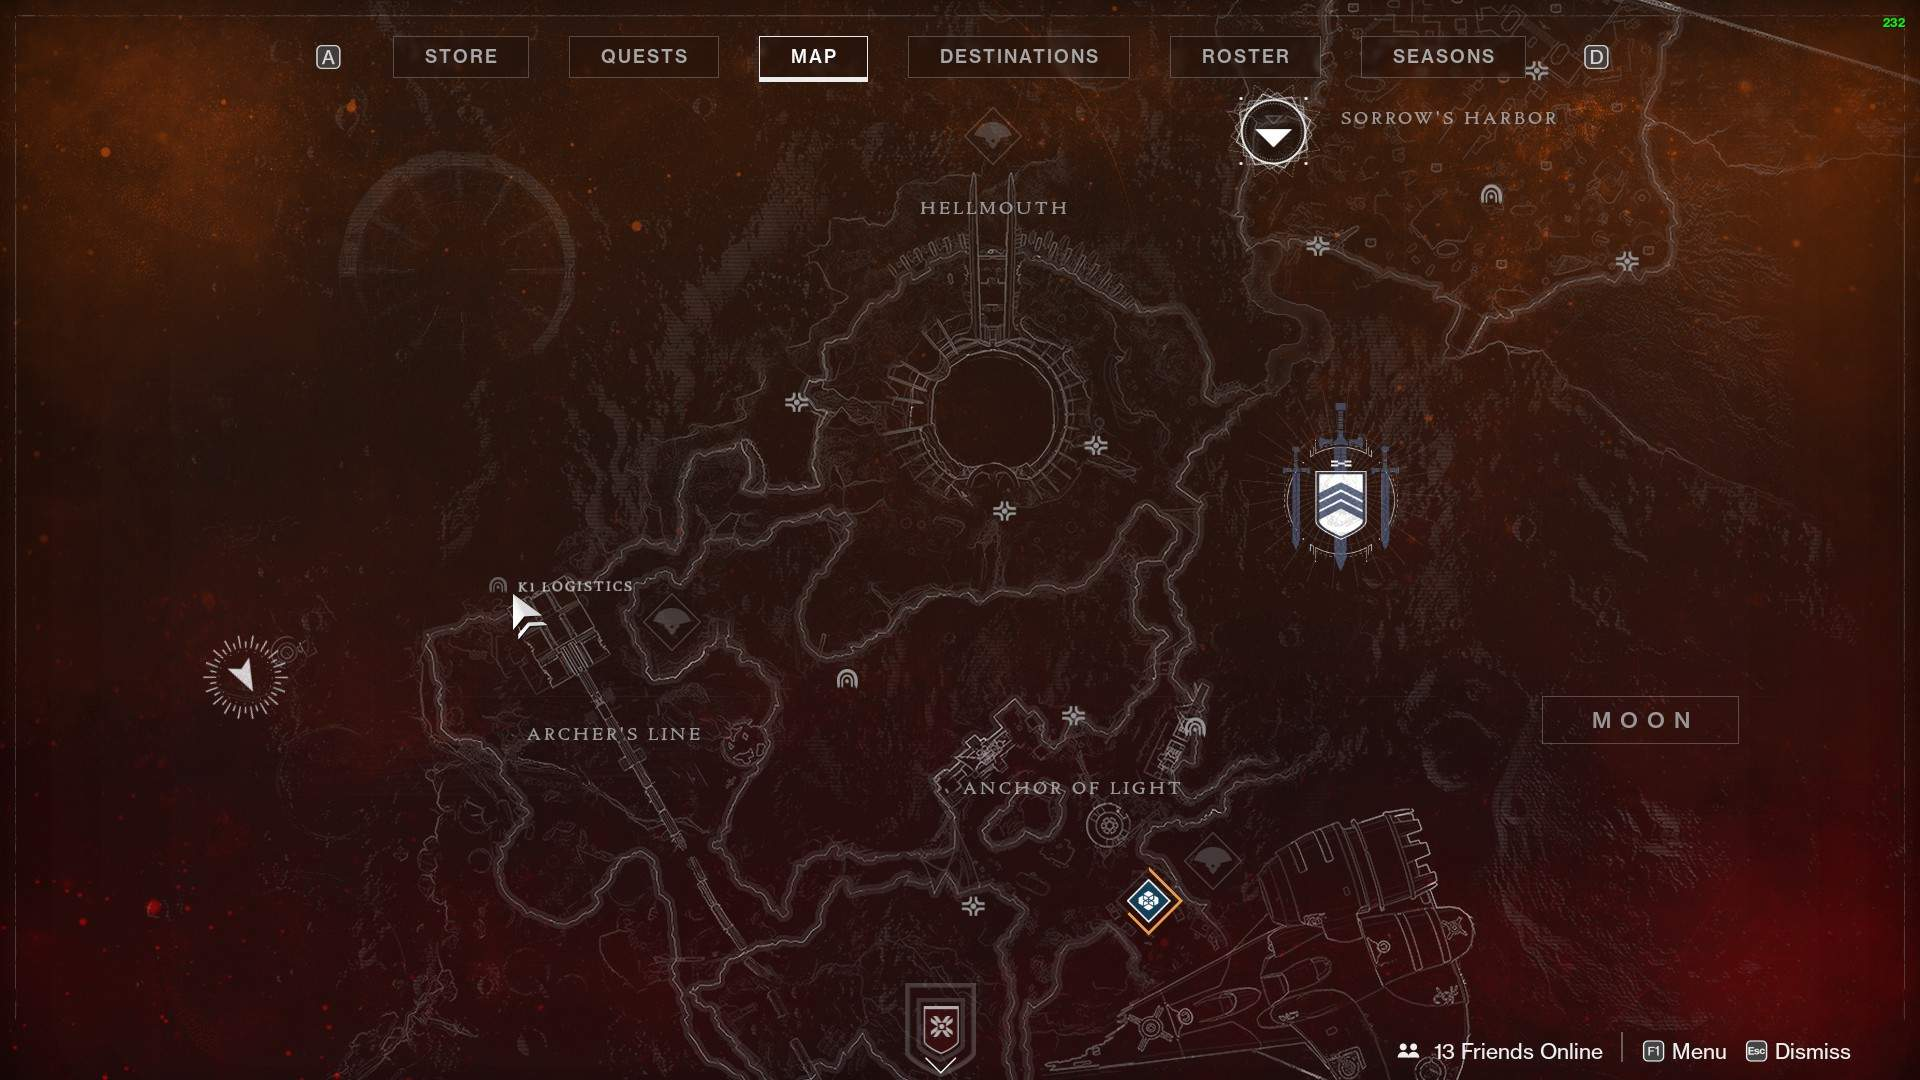 232
A
STORE
QUESTS
MAP
DESTINATIONS
ROSTER
SEASONS
D
SORROW'S HARBOR
HELLMOUTH
K1 LOGISTICS
ARCHER'S LINE
MOON
ANCHOR OF LIGHT
13 Friends Online
F1 Menu
Esc Dismiss